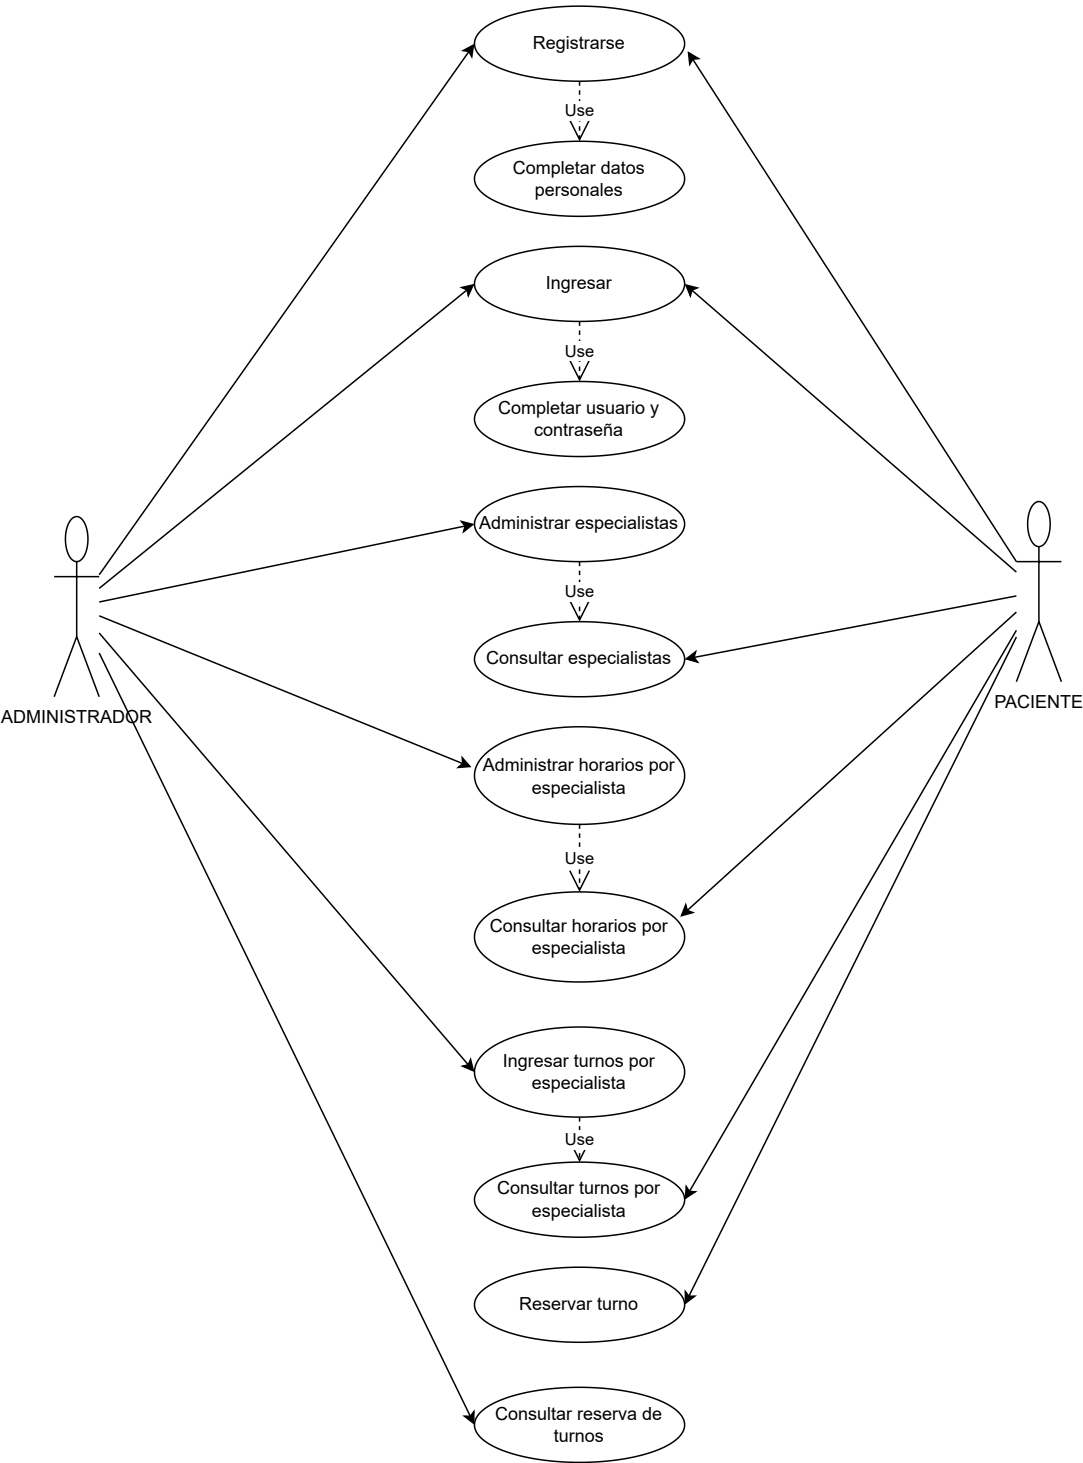 Registrarse
Use
Completar datos
personales
Ingresar
Use
Completar usuario y
contraseña
Administrar especialistas
Use
Consultar especialistas
ADMINISTRADOR
PACIENTE
Administrar horarios por
especialista
Use
Consultar horarios por
especialista
Ingresar turnos por
especialista
Use
Consultar turnos por
especialista
Reservar turno
Consultar reserva de
turnos